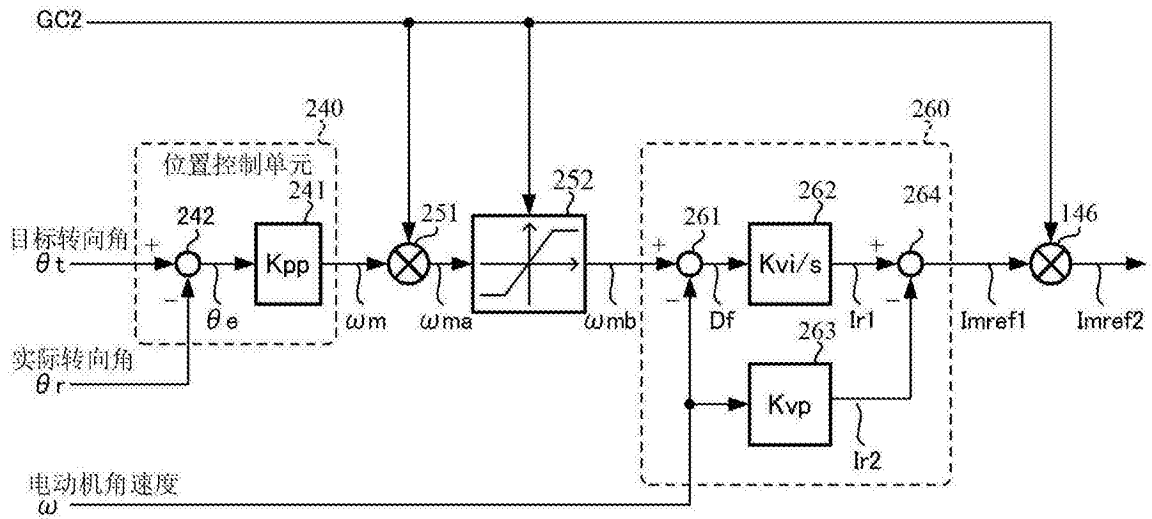 GC2
240
260
位置控制单元
241
252
262
264
242
251
261
146
目标转向角
θt
+
−
Kpp
+
−
Kvi/s
+
−
θe
ωm
ωma
ωmb
Df
Ir1
Imref1
Imref2
实际转向角
θr
263
Kvp
Ir2
电动机角速度
ω